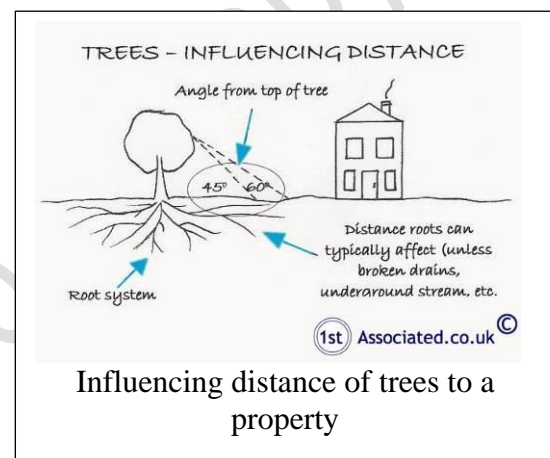 TREES – INFLUENCING DISTANCE
Angle from top of tree
45° 60°
Distance roots can
typically affect (unless
broken drains,
underaround stream, etc.
Root system
1st Associated.co.uk ©
Influencing distance of trees to a
property